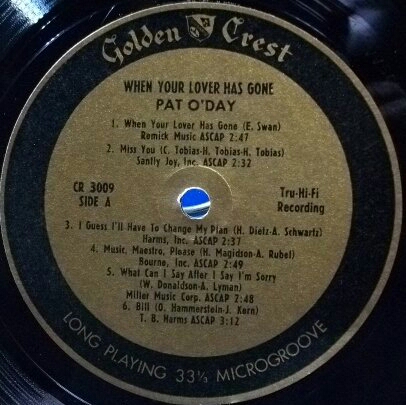 Golden Crest
WHEN YOUR LOVER HAS GONE
PAT O'DAY
1. When Your Lover Has Gone (E. Swan)
Remick Music ASCAP 2:47
2. Miss You (C. Tobias-H. Tobias-H. Tobias)
Santly Joy, Inc. ASCAP 2:32
CR 3009
SIDE A
Tru-Hi-Fi
Recording
3. I Guess I'll Have To Change My Plan (H. Dietz-A. Schwartz)
Harms, Inc. ASCAP 2:37
4. Music, Maestro, Please (H. Magidson-A. Rubel)
Bourne, Inc. ASCAP 2:49
5. What Can I Say After I Say I'm Sorry
(W. Donaldson-A. Lyman)
Miller Music Corp. ASCAP 2:48
6. Bill (O. Hammerstein-J. Kern)
T. B. Harms ASCAP 3:12
LONG PLAYING 33⅓ MICROGROOVE